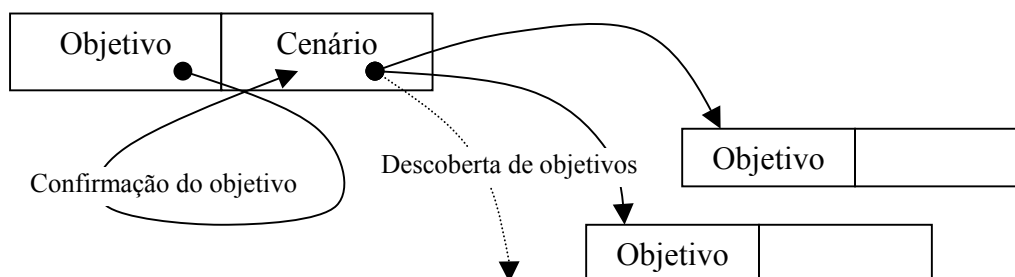 Objetivo
Cenário
Descoberta de objetivos
Objetivo
Confirmação do objetivo
Objetivo